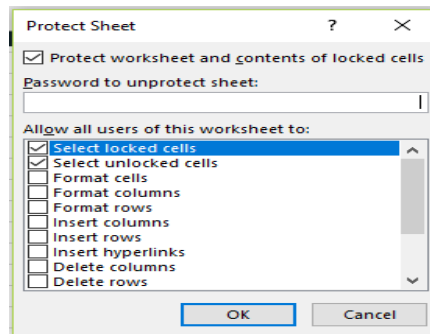 Protect Sheet
Protect worksheet and contents of locked cells
Password to unprotect sheet:
Allow all users of this worksheet to:
Select locked cells
Select unlocked cells
Format cells
Format columns
Format rows
Insert columns
Insert rows
Insert hyperlinks
Delete columns
Delete rows
OK Cancel